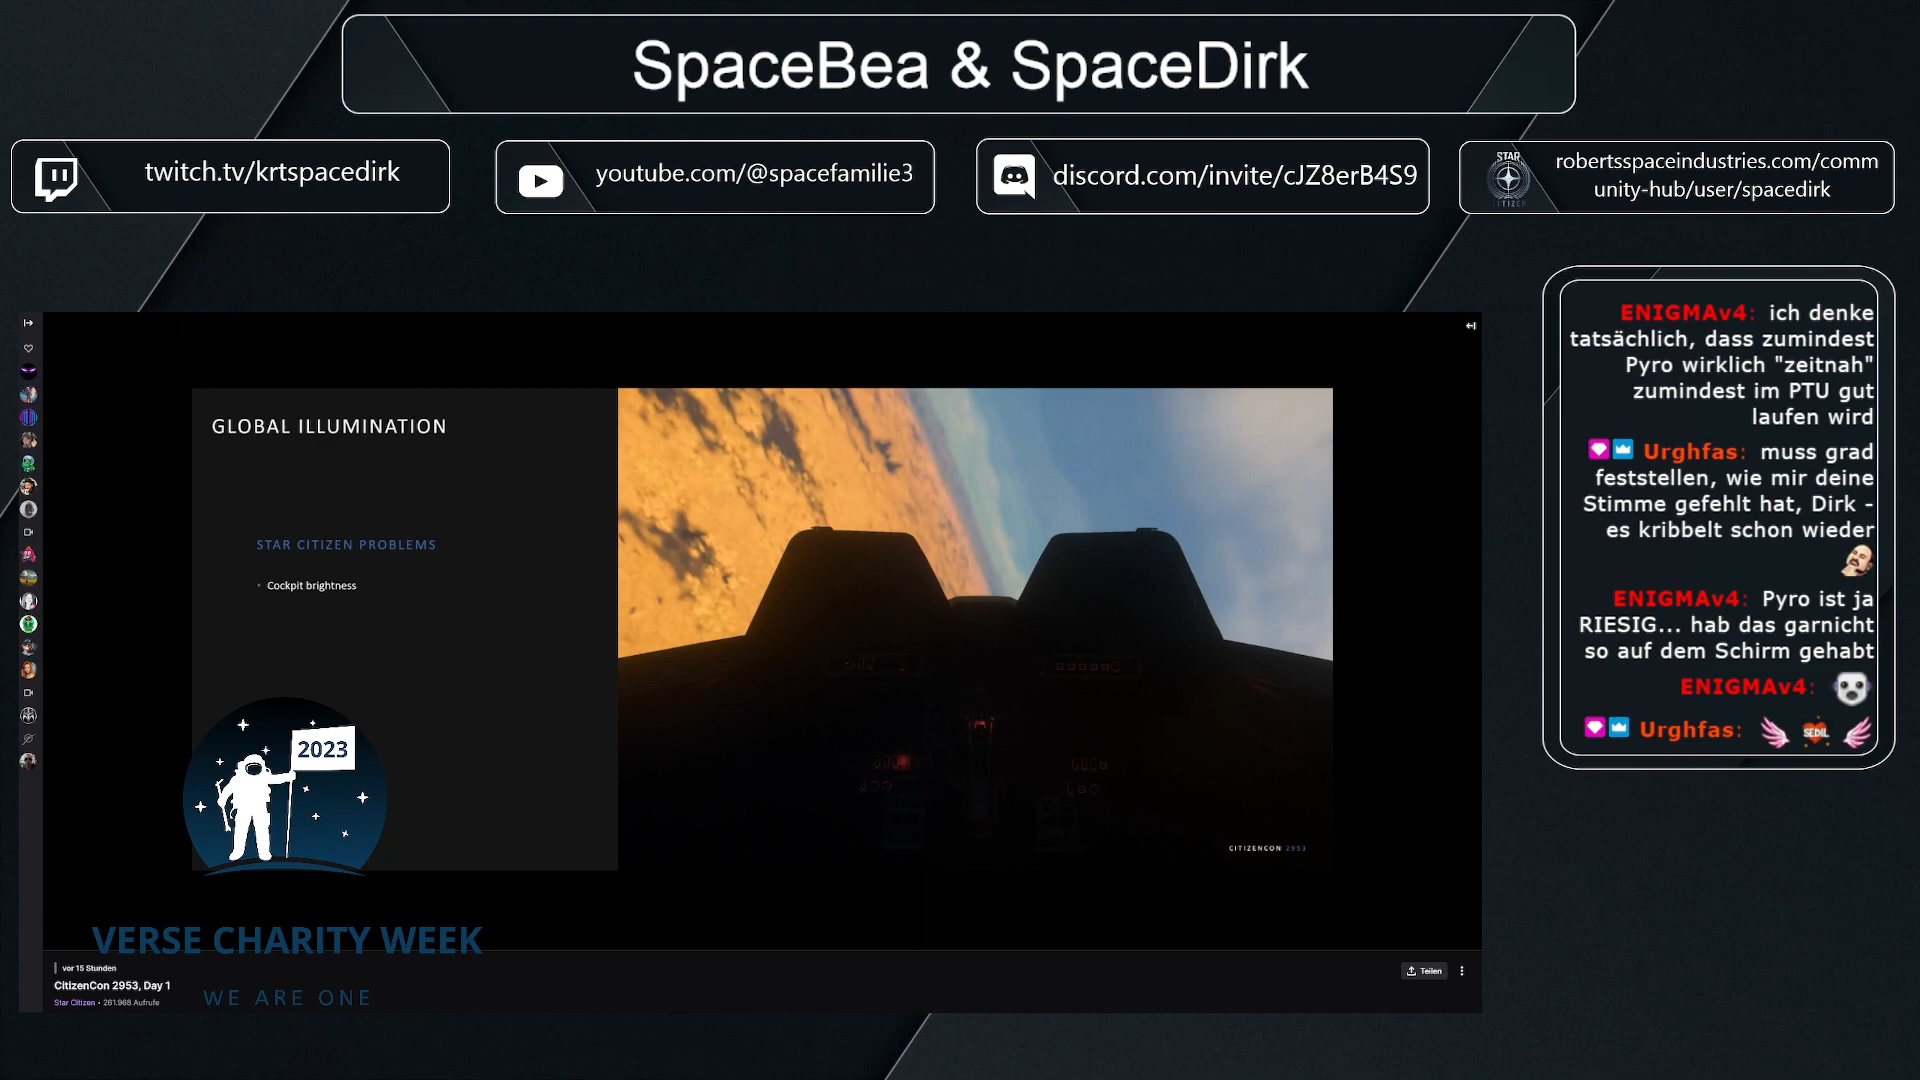 SpaceBea & SpaceDirk
twitch.tv/krtspacedirk
youtube.com/@spacefamilie3
discord.com/invite/cJZ8erB4S9
STAR
CITIZEN
robertsspaceindustries.com/comm
unity-hub/user/spacedirk
GLOBAL ILLUMINATION
STAR CITIZEN PROBLEMS
• Cockpit brightness
CITIZENCON 2953
2023
VERSE CHARITY WEEK
WE ARE ONE
vor 15 Stunden
CitizenCon 2953, Day 1
Star Citizen • 261.968 Aufrufe
Teilen
ENIGMAv4: ich denke
tatsächlich, dass zumindest
Pyro wirklich "zeitnah"
zumindest im PTU gut
laufen wird
Urghfas: muss grad
feststellen, wie mir deine
Stimme gefehlt hat, Dirk -
es kribbelt schon wieder
ENIGMAv4: Pyro ist ja
RIESIG... hab das garnicht
so auf dem Schirm gehabt
ENIGMAv4:
Urghfas: SEDIL